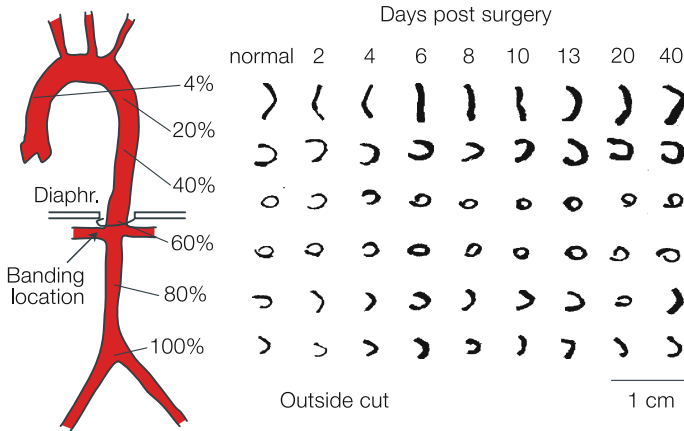 Days post surgery
normal 2 4 6 8 10 13 20 40
4%
20%
40%
Diaphr.
60%
Banding
location
80%
100%
Outside cut
1 cm